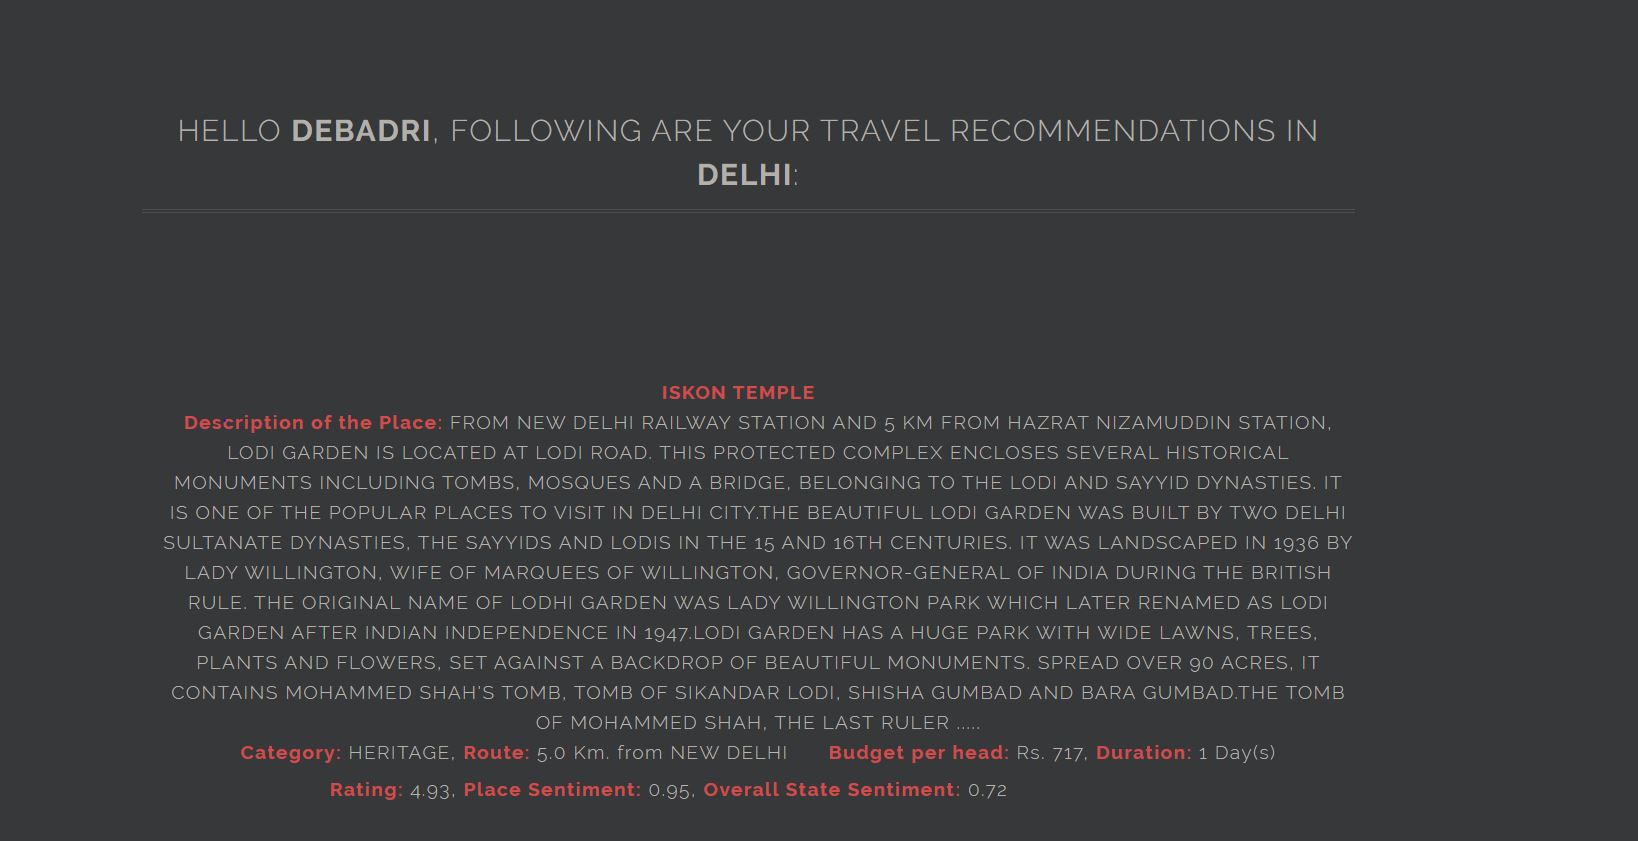 HELLO DEBADRI, FOLLOWING ARE YOUR TRAVEL RECOMMENDATIONS IN
DELHI:
ISKON TEMPLE
Description of the Place: FROM NEW DELHI RAILWAY STATION AND 5 KM FROM HAZRAT NIZAMUDDIN STATION,
LODI GARDEN IS LOCATED AT LODI ROAD. THIS PROTECTED COMPLEX ENCLOSES SEVERAL HISTORICAL
MONUMENTS INCLUDING TOMBS, MOSQUES AND A BRIDGE, BELONGING TO THE LODI AND SAYYID DYNASTIES. IT
IS ONE OF THE POPULAR PLACES TO VISIT IN DELHI CITY.THE BEAUTIFUL LODI GARDEN WAS BUILT BY TWO DELHI
SULTANATE DYNASTIES, THE SAYYIDS AND LODIS IN THE 15 AND 16TH CENTURIES. IT WAS LANDSCAPED IN 1936 BY
LADY WILLINGTON, WIFE OF MARQUEES OF WILLINGTON, GOVERNOR-GENERAL OF INDIA DURING THE BRITISH
RULE. THE ORIGINAL NAME OF LODHI GARDEN WAS LADY WILLINGTON PARK WHICH LATER RENAMED AS LODI
GARDEN AFTER INDIAN INDEPENDENCE IN 1947.LODI GARDEN HAS A HUGE PARK WITH WIDE LAWNS, TREES,
PLANTS AND FLOWERS, SET AGAINST A BACKDROP OF BEAUTIFUL MONUMENTS. SPREAD OVER 90 ACRES, IT
CONTAINS MOHAMMED SHAH'S TOMB, TOMB OF SIKANDAR LODI, SHISHA GUMBAD AND BARA GUMBAD.THE TOMB
OF MOHAMMED SHAH, THE LAST RULER .....
Category: HERITAGE, Route: 5.0 Km. from NEW DELHI Budget per head: Rs. 717, Duration: 1 Day(s)
Rating: 4.93, Place Sentiment: 0.95, Overall State Sentiment: 0.72